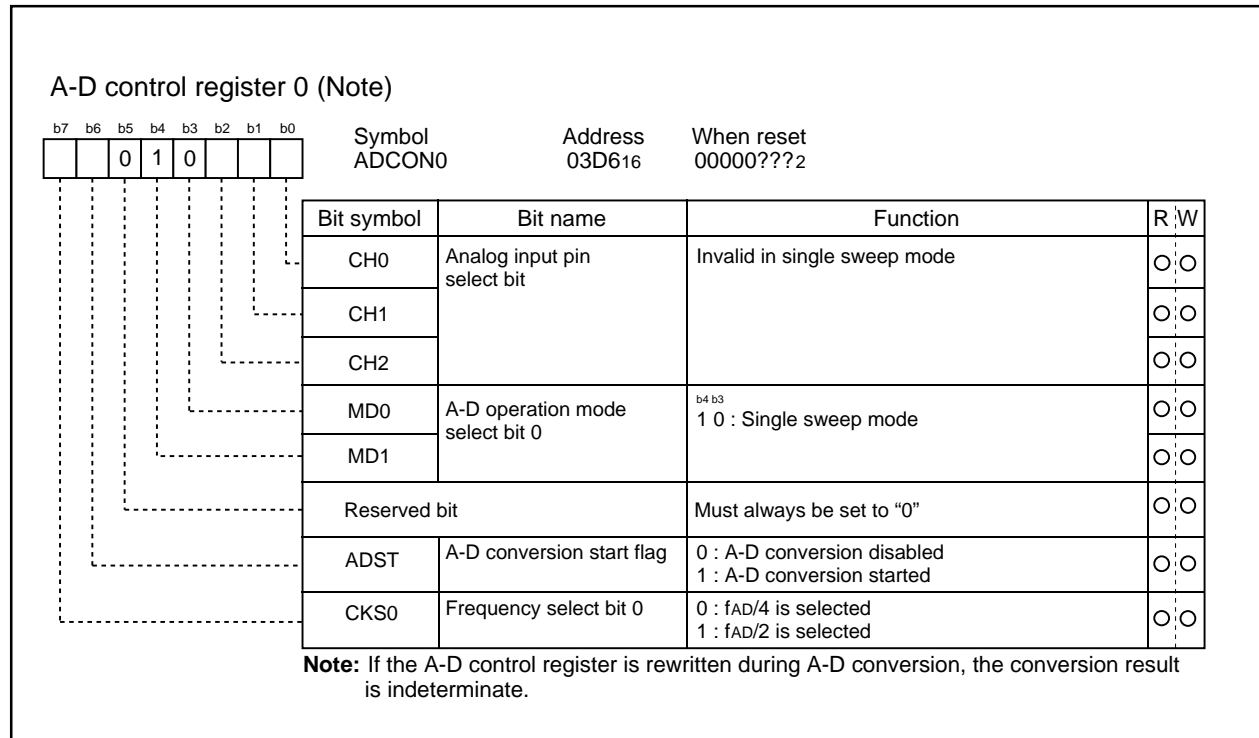 A-D control register 0 (Note)
b7 b6 b5 b4 b3 b2 b1 b0
0 1 0
Symbol Address When reset
ADCON0 03D616 00000???2
Bit symbol Bit name Function R W
CH0 Analog input pin Invalid in single sweep mode
select bit
CH1
CH2
MD0 A-D operation mode b4 b3
select bit 0 1 0 : Single sweep mode
MD1
Reserved bit Must always be set to “0”
ADST A-D conversion start flag 0 : A-D conversion disabled
1 : A-D conversion started
CKS0 Frequency select bit 0 0 : fAD/4 is selected
1 : fAD/2 is selected
Note: If the A-D control register is rewritten during A-D conversion, the conversion result
is indeterminate.